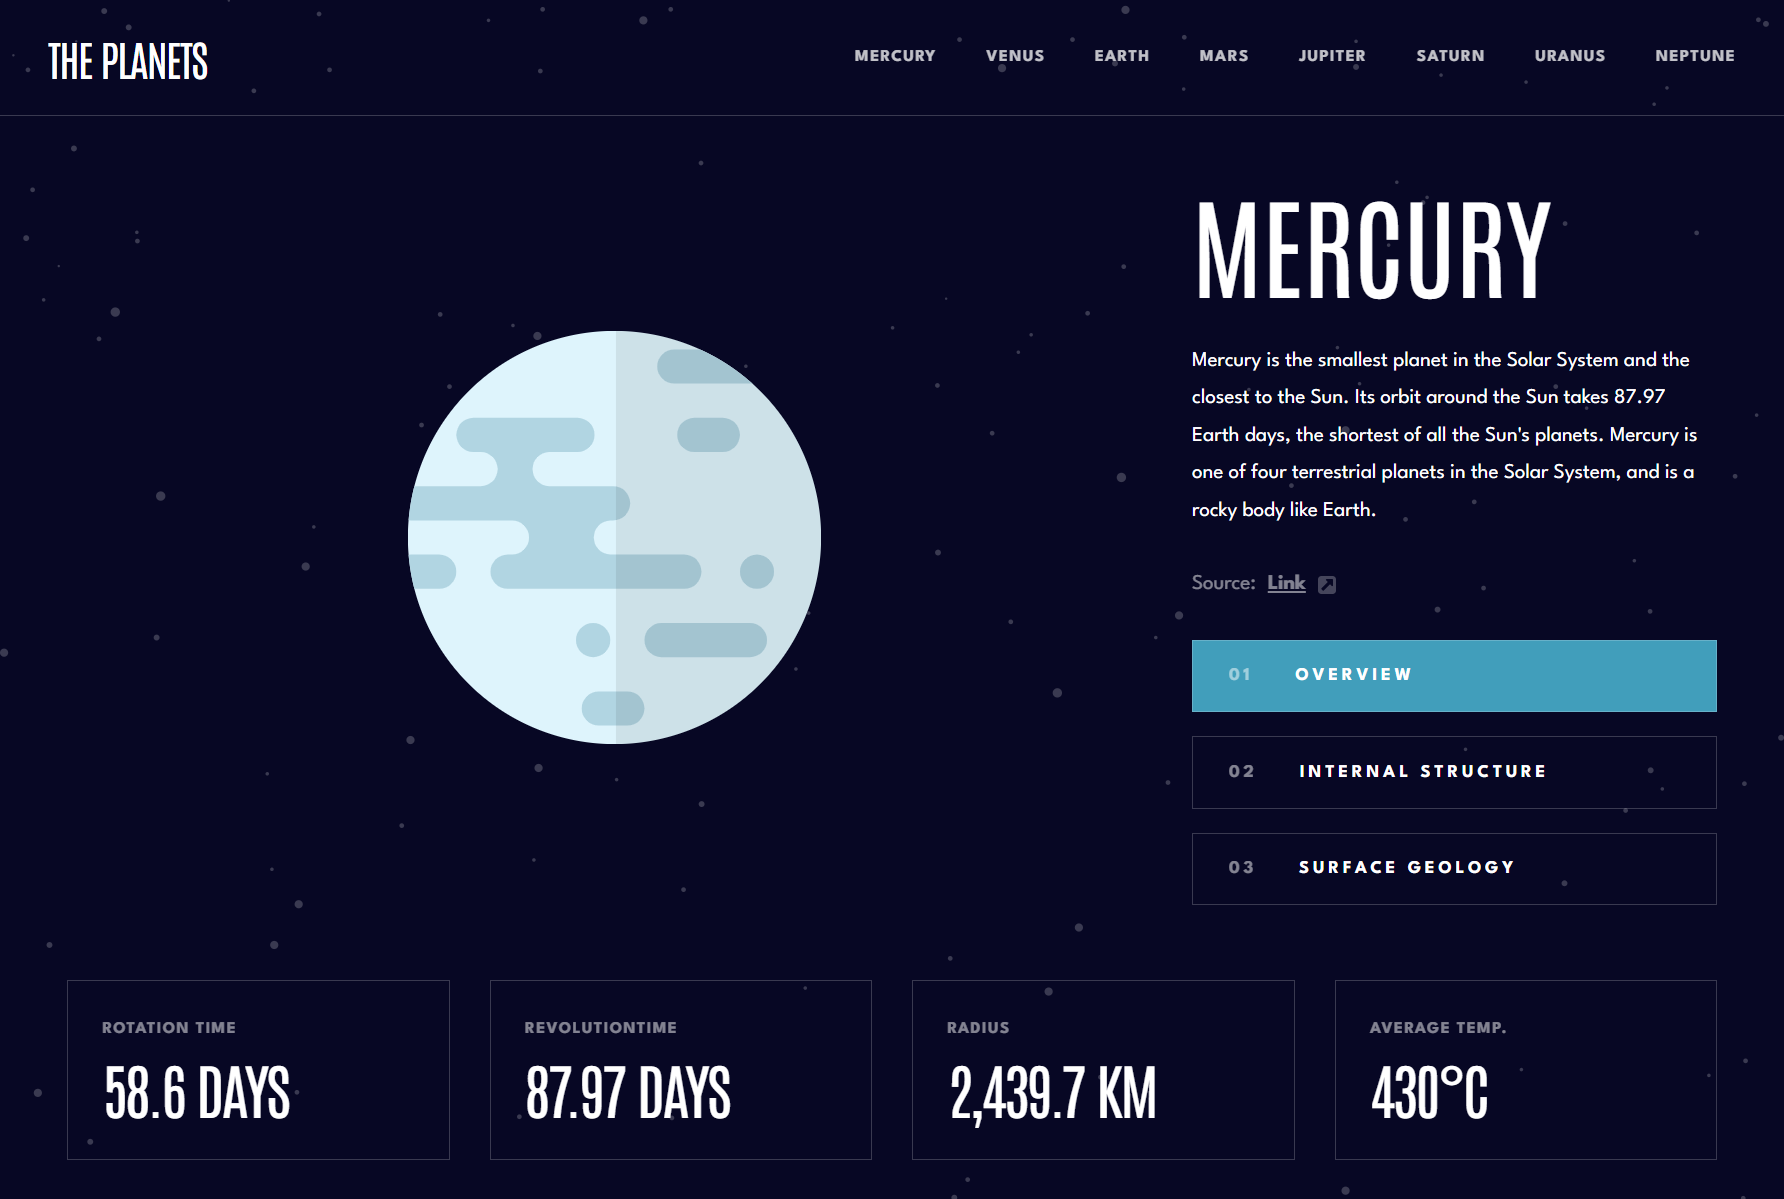 THE PLANETS
MERCURY VENUS EARTH MARS JUPITER SATURN URANUS NEPTUNE
MERCURY
Mercury is the smallest planet in the Solar System and the
closest to the Sun. Its orbit around the Sun takes 87.97
Earth days, the shortest of all the Sun's planets. Mercury is
one of four terrestrial planets in the Solar System, and is a
rocky body like Earth.
Source: Link
01 OVERVIEW
02 INTERNAL STRUCTURE
03 SURFACE GEOLOGY
ROTATION TIME
58.6 DAYS
REVOLUTIONTIME
87.97 DAYS
RADIUS
2,439.7 KM
AVERAGE TEMP.
430°C